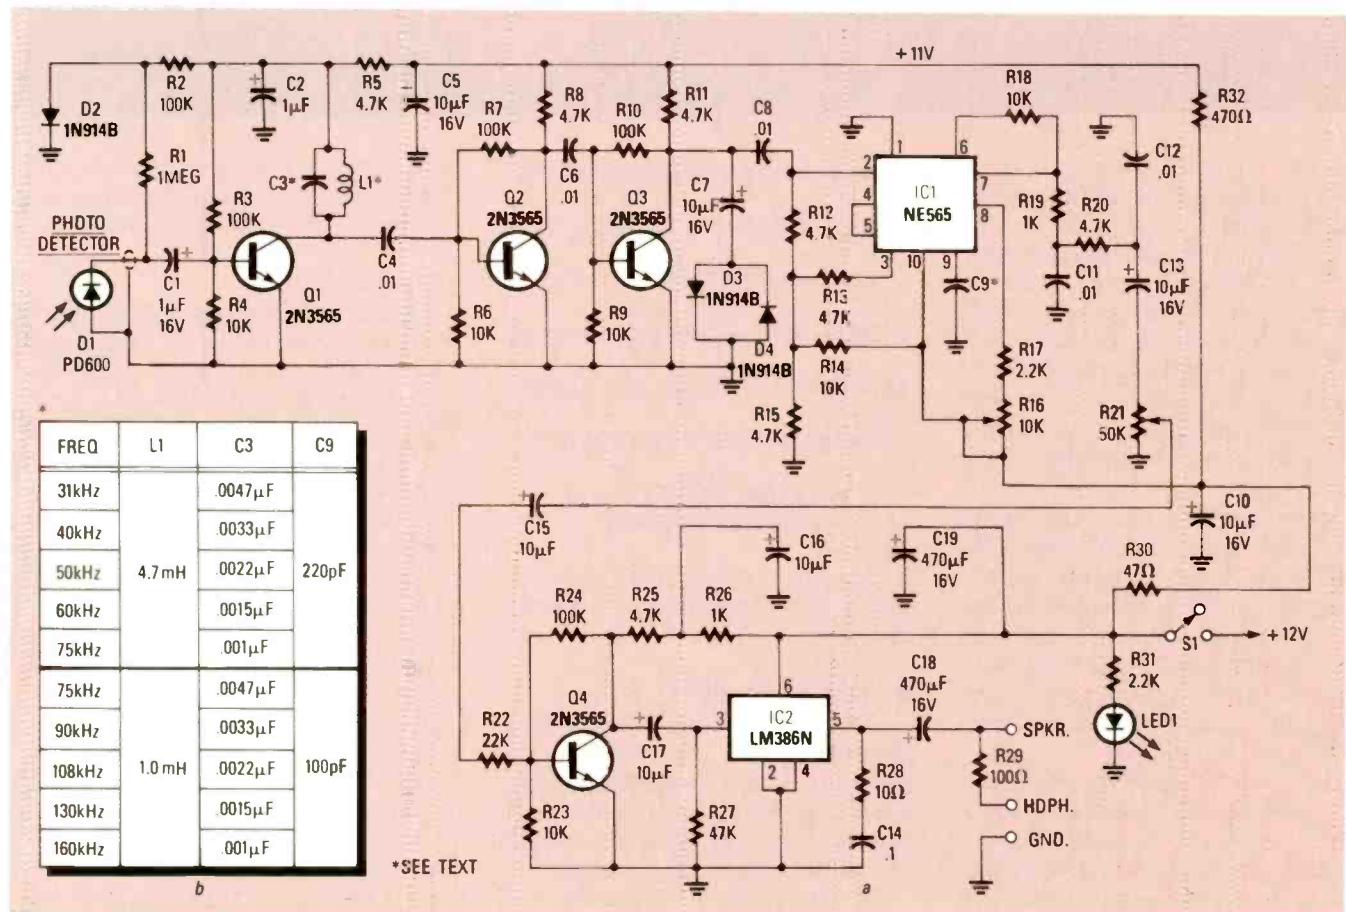 +11V
D2
1N914B
R2
100K
C2
1µF
R5
4.7K
C5
10µF
16V
R7
100K
R8
4.7K
R10
100K
R11
4.7K
C8
.01
R18
10K
R32
470Ω
R1
1MEG
C3*
L1*
C6
.01
C7
10µF
16V
1
6
2
4
5
7
8
3
10
9
IC1
NE565
C12
.01
R3
100K
Q2
2N3565
Q3
2N3565
R12
4.7K
R19
1K
R20
4.7K
PHOTO
DETECTOR
C4
.01
D3
1N914B
R13
4.7K
C9*
C11
.01
C13
10µF
16V
C1
1µF
16V
R4
10K
Q1
2N3565
R6
10K
R9
10K
D4
1N914B
R14
10K
R17
2.2K
D1
PD600
R15
4.7K
R16
10K
R21
50K
*
FREQ L1 C3 C9
31kHz .0047µF
40kHz .0033µF
50kHz 4.7mH .0022µF 220pF
60kHz .0015µF
75kHz .001µF
75kHz .0047µF
90kHz .0033µF
108kHz 1.0mH .0022µF 100pF
130kHz .0015µF
160kHz .001µF
b
C15
10µF
C16
10µF
C19
470µF
16V
C10
10µF
16V
R30
47Ω
R24
100K
R25
4.7K
R26
1K
S1
+12V
R31
2.2K
LED1
Q4
2N3565
R22
22K
C17
10µF
6
3
5
2
4
IC2
LM386N
C18
470µF
16V
SPKR.
R29
100Ω
HDPH.
GND.
R23
10K
R27
47K
R28
10Ω
C14
.1
*SEE TEXT
a